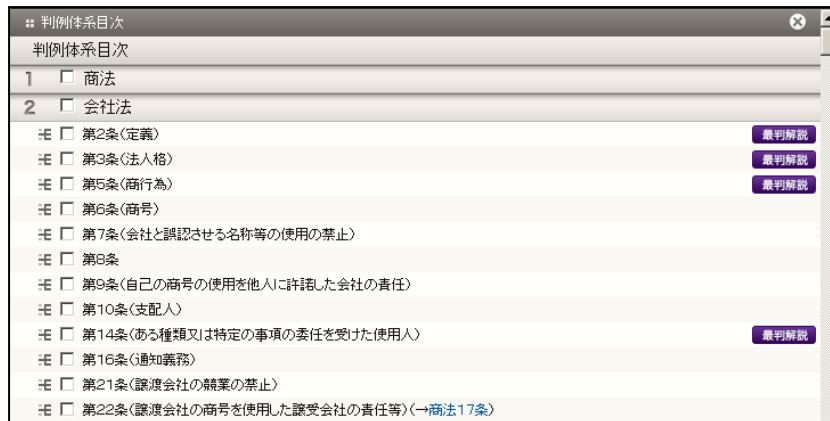 判例体系目次
判例体系目次
1 商法
2 会社法
第2条(定義) 最判解説
第3条(法人格) 最判解説
第5条(商行為) 最判解説
第6条(商号)
第7条(会社と誤認させる名称等の使用の禁止)
第8条
第9条(自己の商号の使用を他人に許諾した会社の責任)
第10条(支配人)
第14条(ある種類又は特定の事項の委任を受けた使用人) 最判解説
第16条(通知義務)
第21条(譲渡会社の競業の禁止)
第22条(譲渡会社の商号を使用した譲受会社の責任等)(→商法17条)